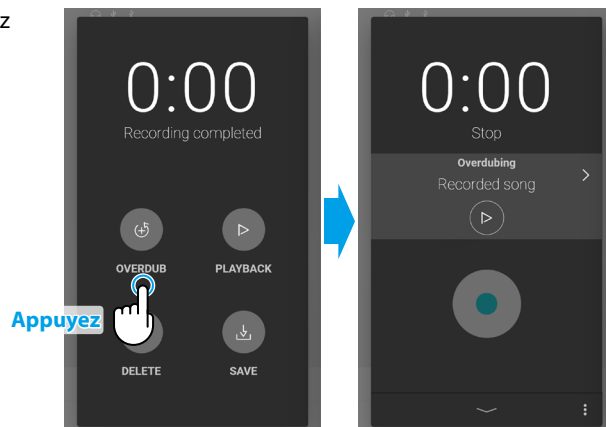 z
0:00
Recording completed
OVERDUB
PLAYBACK
Appuyez
DELETE
SAVE
0:00
Stop
Overdubing
Recorded song